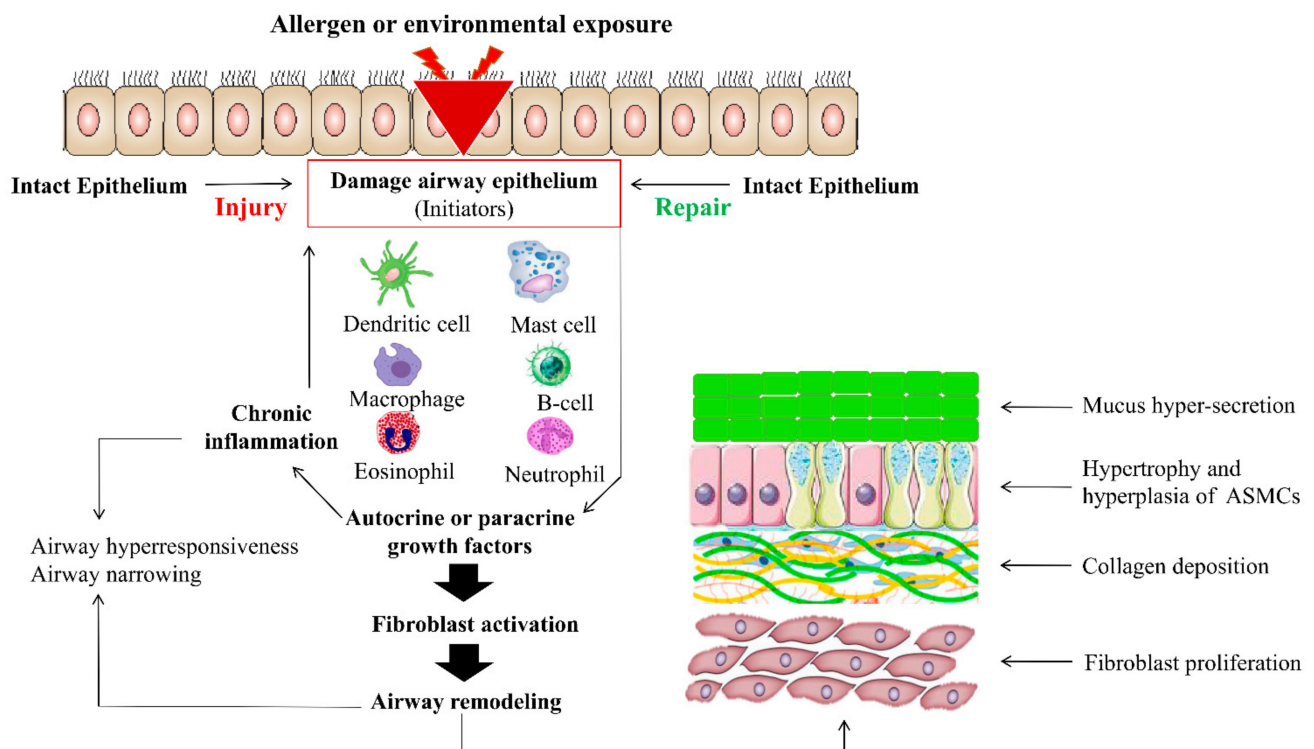 Allergen or environmental exposure
Intact Epithelium
Injury
Damage airway epithelium
(Initiators)
Repair
Intact Epithelium
Dendritic cell
Mast cell
Macrophage
B-cell
Eosinophil
Neutrophil
Chronic
inflammation
Autocrine or paracrine
growth factors
Airway hyperresponsiveness
Airway narrowing
Fibroblast activation
Airway remodeling
Mucus hyper-secretion
Hypertrophy and
hyperplasia of ASMCs
Collagen deposition
Fibroblast proliferation